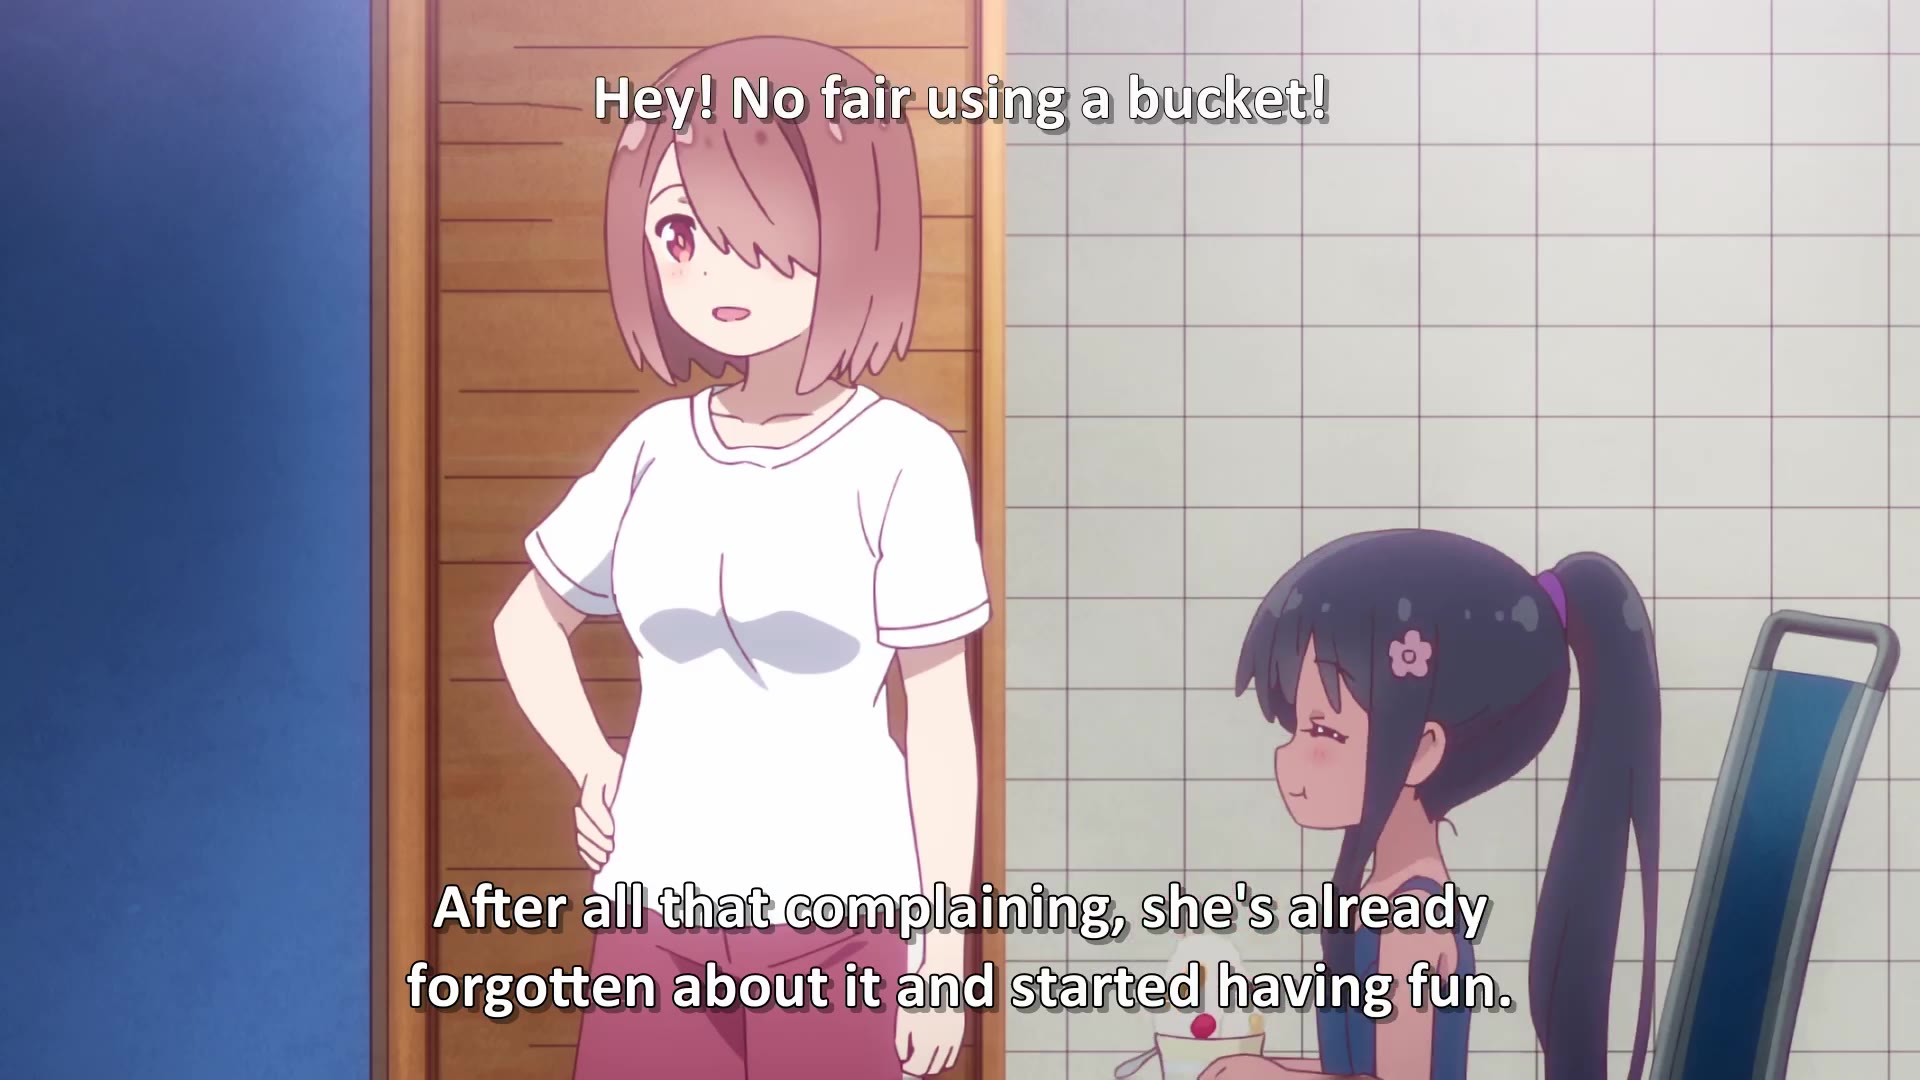 Hey! No fair using a bucket!
After all that complaining, she's already
forgotten about it and started having fun.